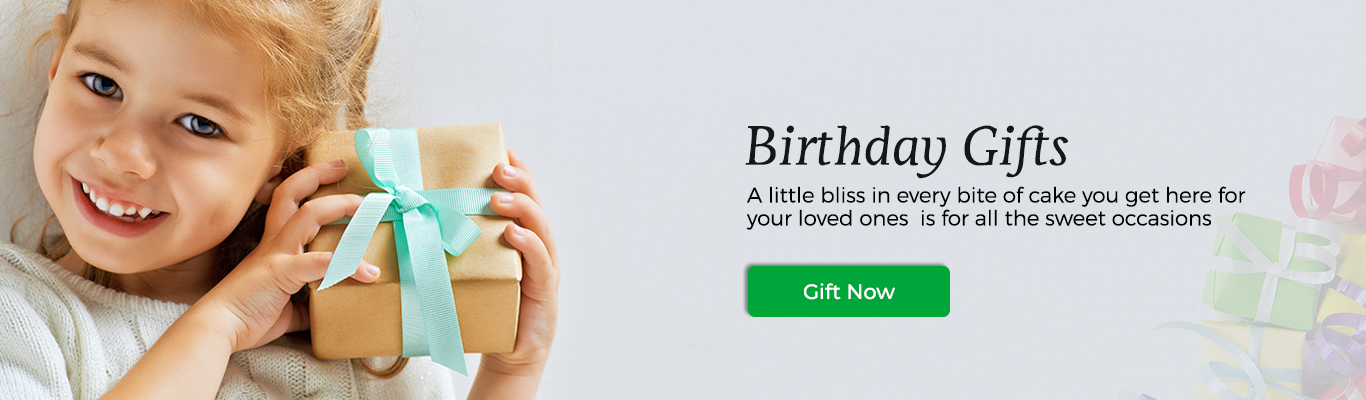 Birthday Gifts
A little bliss in every bite of cake you get here for
your loved ones  is for all the sweet occasions
Gift Now